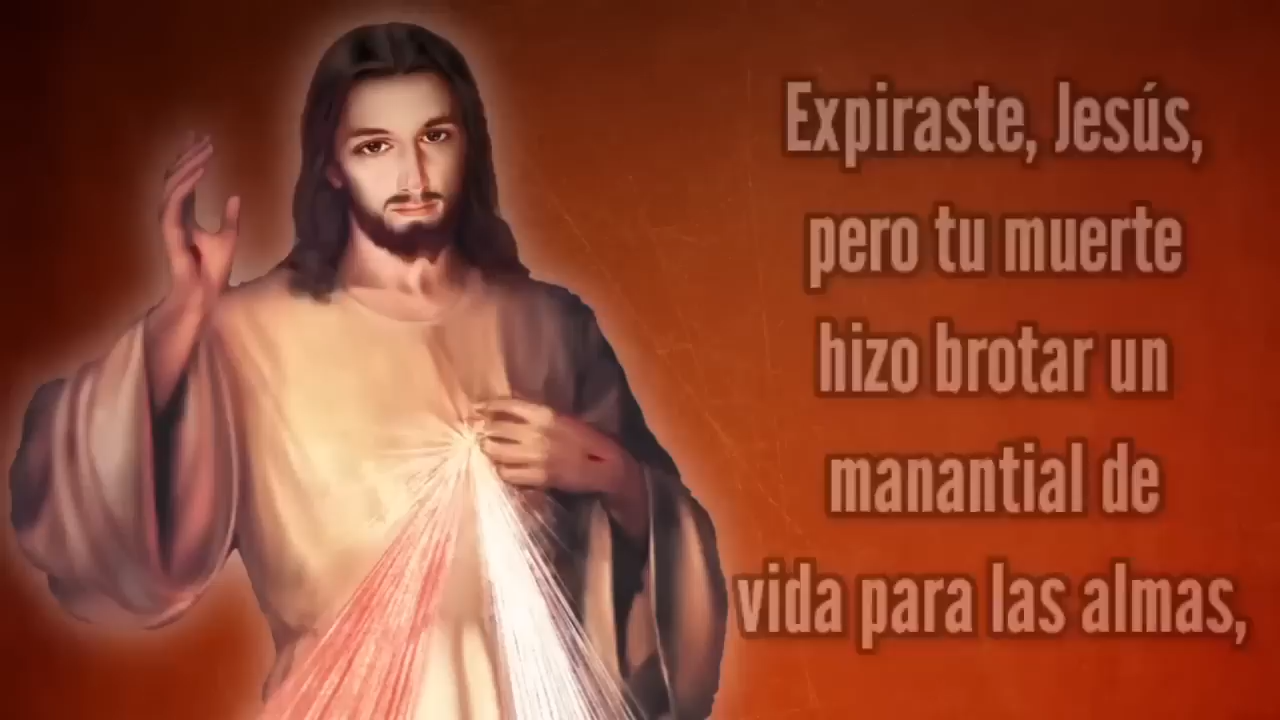 Expiraste, Jesús,
pero tu muerte
hizo brotar un
manantial de
vida para las almas,